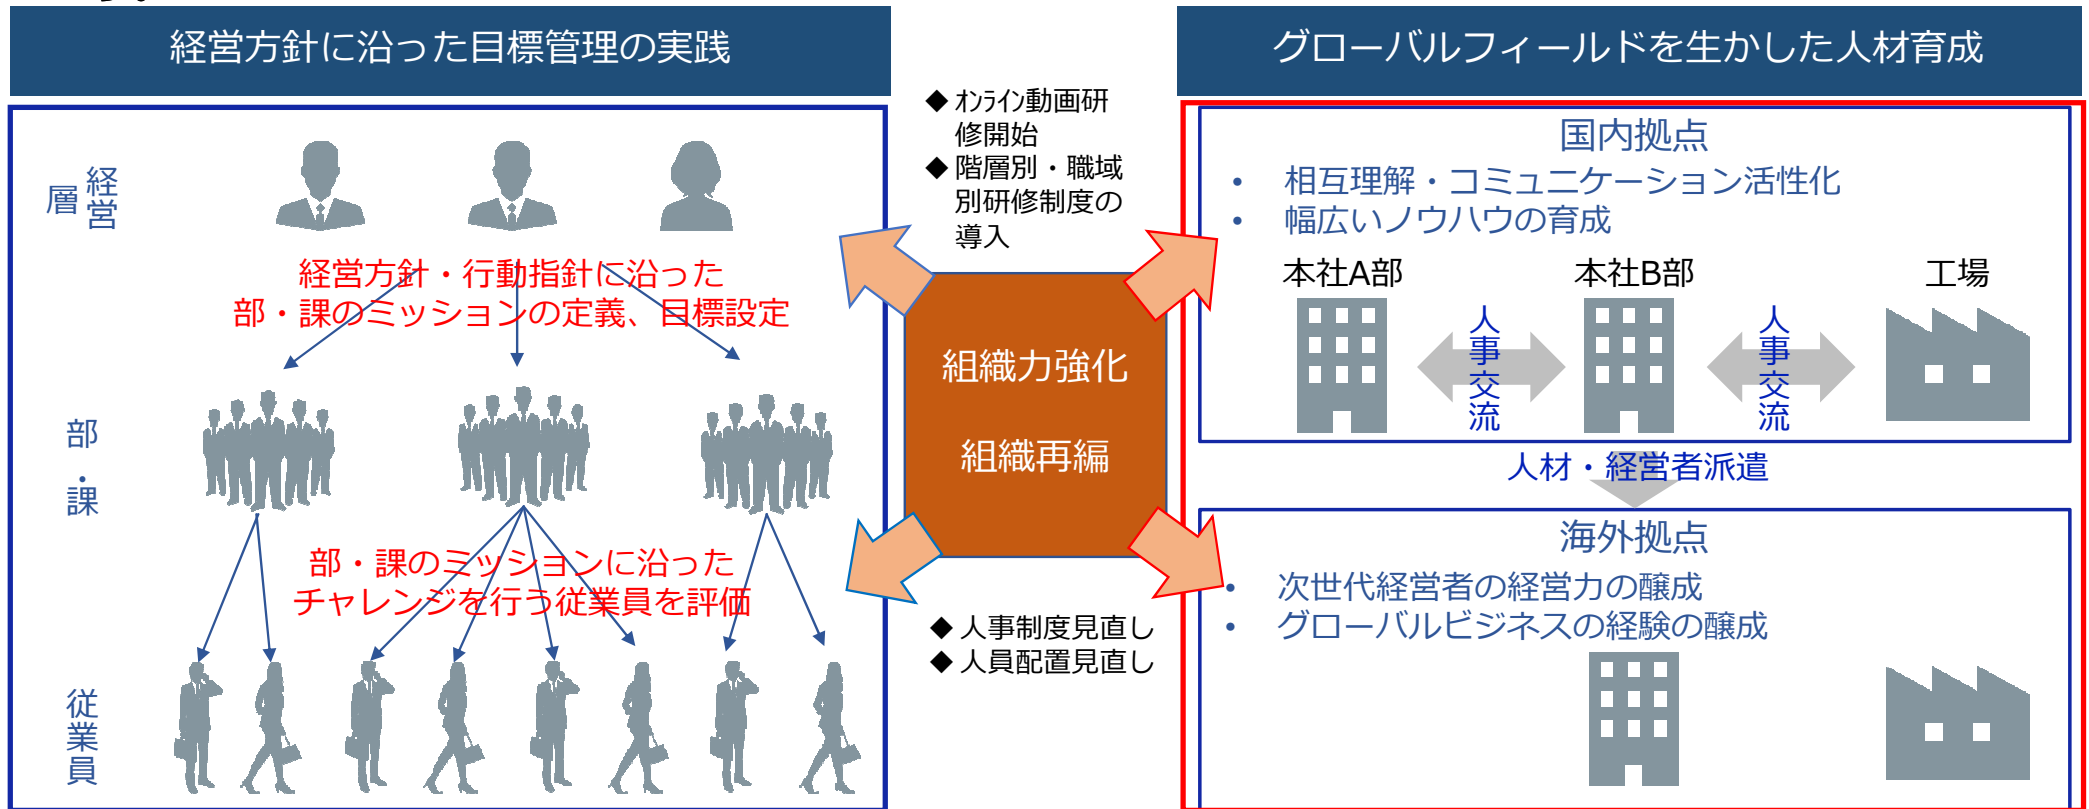 経営方針に沿った目標管理の実践
経営層
経営方針・行動指針に沿った
部・課のミッションの定義、目標設定
部・課
部・課のミッションに沿った
チャレンジを行う従業員を評価
従業員
◆ オンライン動画研
修開始
◆ 階層別・職域
別研修制度の
導入
組織力強化
組織再編
◆ 人事制度見直し
◆ 人員配置見直し
グローバルフィールドを生かした人材育成
国内拠点
• 相互理解・コミュニケーション活性化
• 幅広いノウハウの育成
本社A部 本社B部 工場
人事交流 人事交流
人材・経営者派遣
海外拠点
• 次世代経営者の経営力の醸成
• グローバルビジネスの経験の醸成